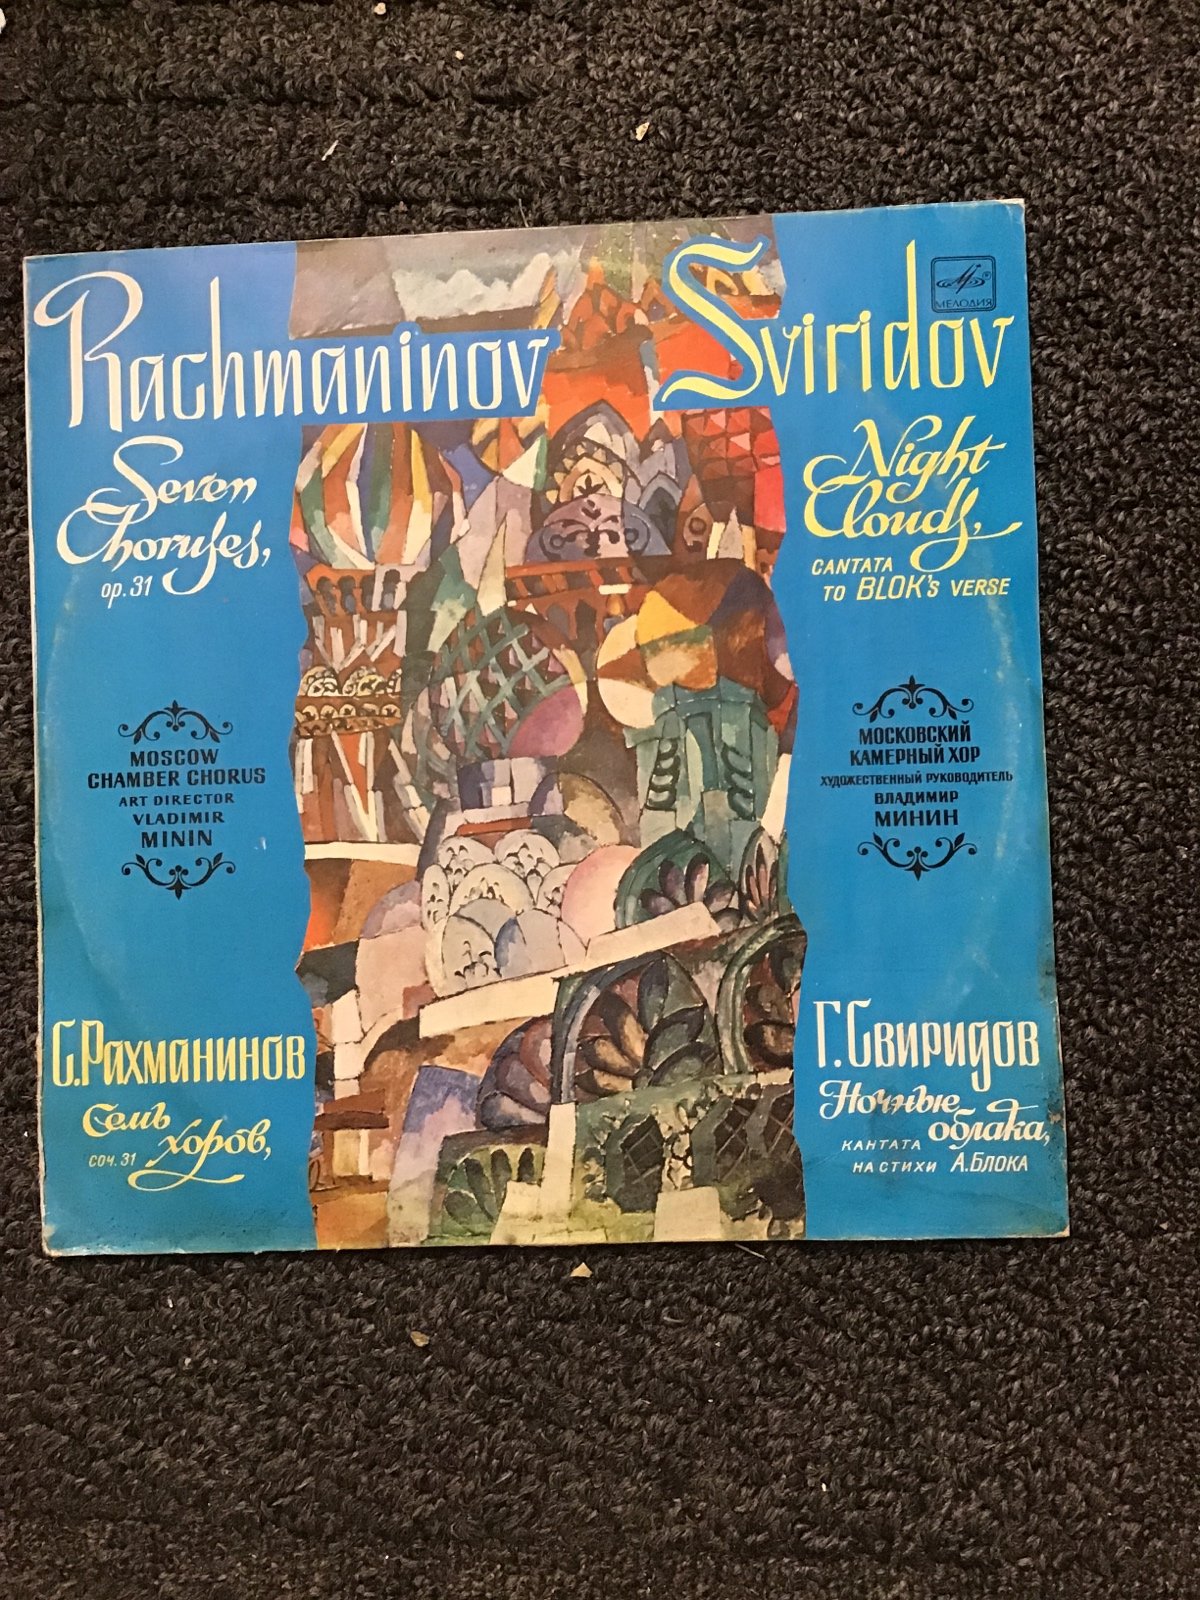 Rachmaninov
Seven
Choruses,
op. 31
MOSCOW
CHAMBER CHORUS
ART DIRECTOR
VLADIMIR
MININ
С.Рахманинов
Семь
хоров,
соч. 31
Sviridov
МЕЛОДИЯ
Night
Clouds,
CANTATA
TO BLOK's VERSE
МОСКОВСКИЙ
КАМЕРНЫЙ ХОР
ХУДОЖЕСТВЕННЫЙ РУКОВОДИТЕЛЬ
ВЛАДИМИР
МИНИН
Г.Свиридов
Ночные
облака,
КАНТАТА
НА СТИХИ А.БЛОКА